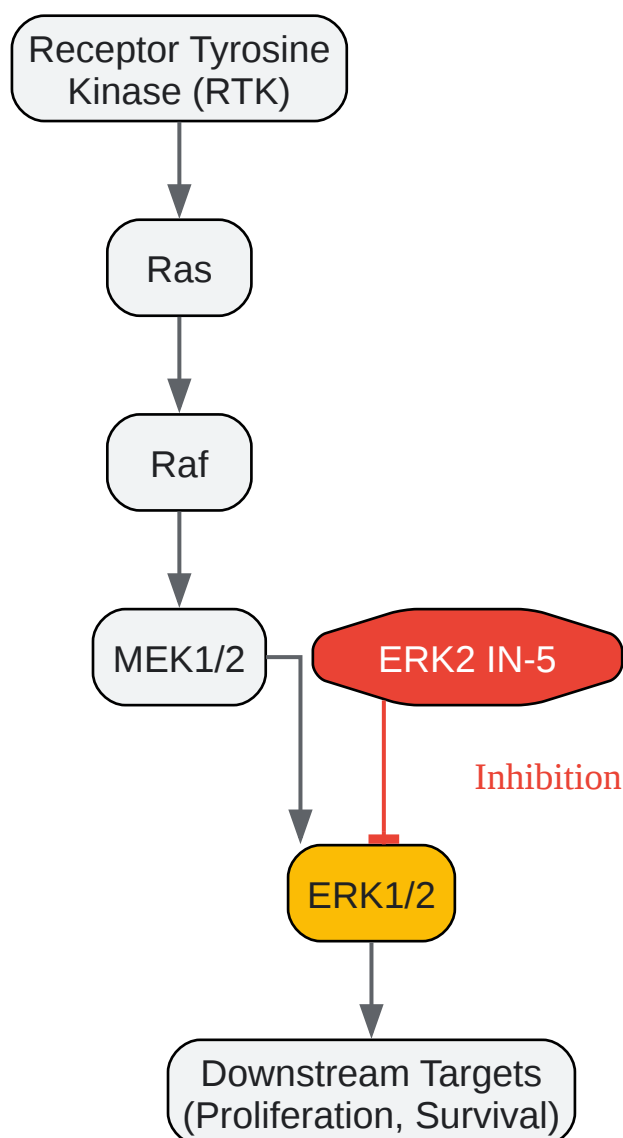 Receptor Tyrosine
Kinase (RTK)
Ras
Raf
MEK1/2
ERK2 IN-5
Inhibition
ERK1/2
Downstream Targets
(Proliferation, Survival)